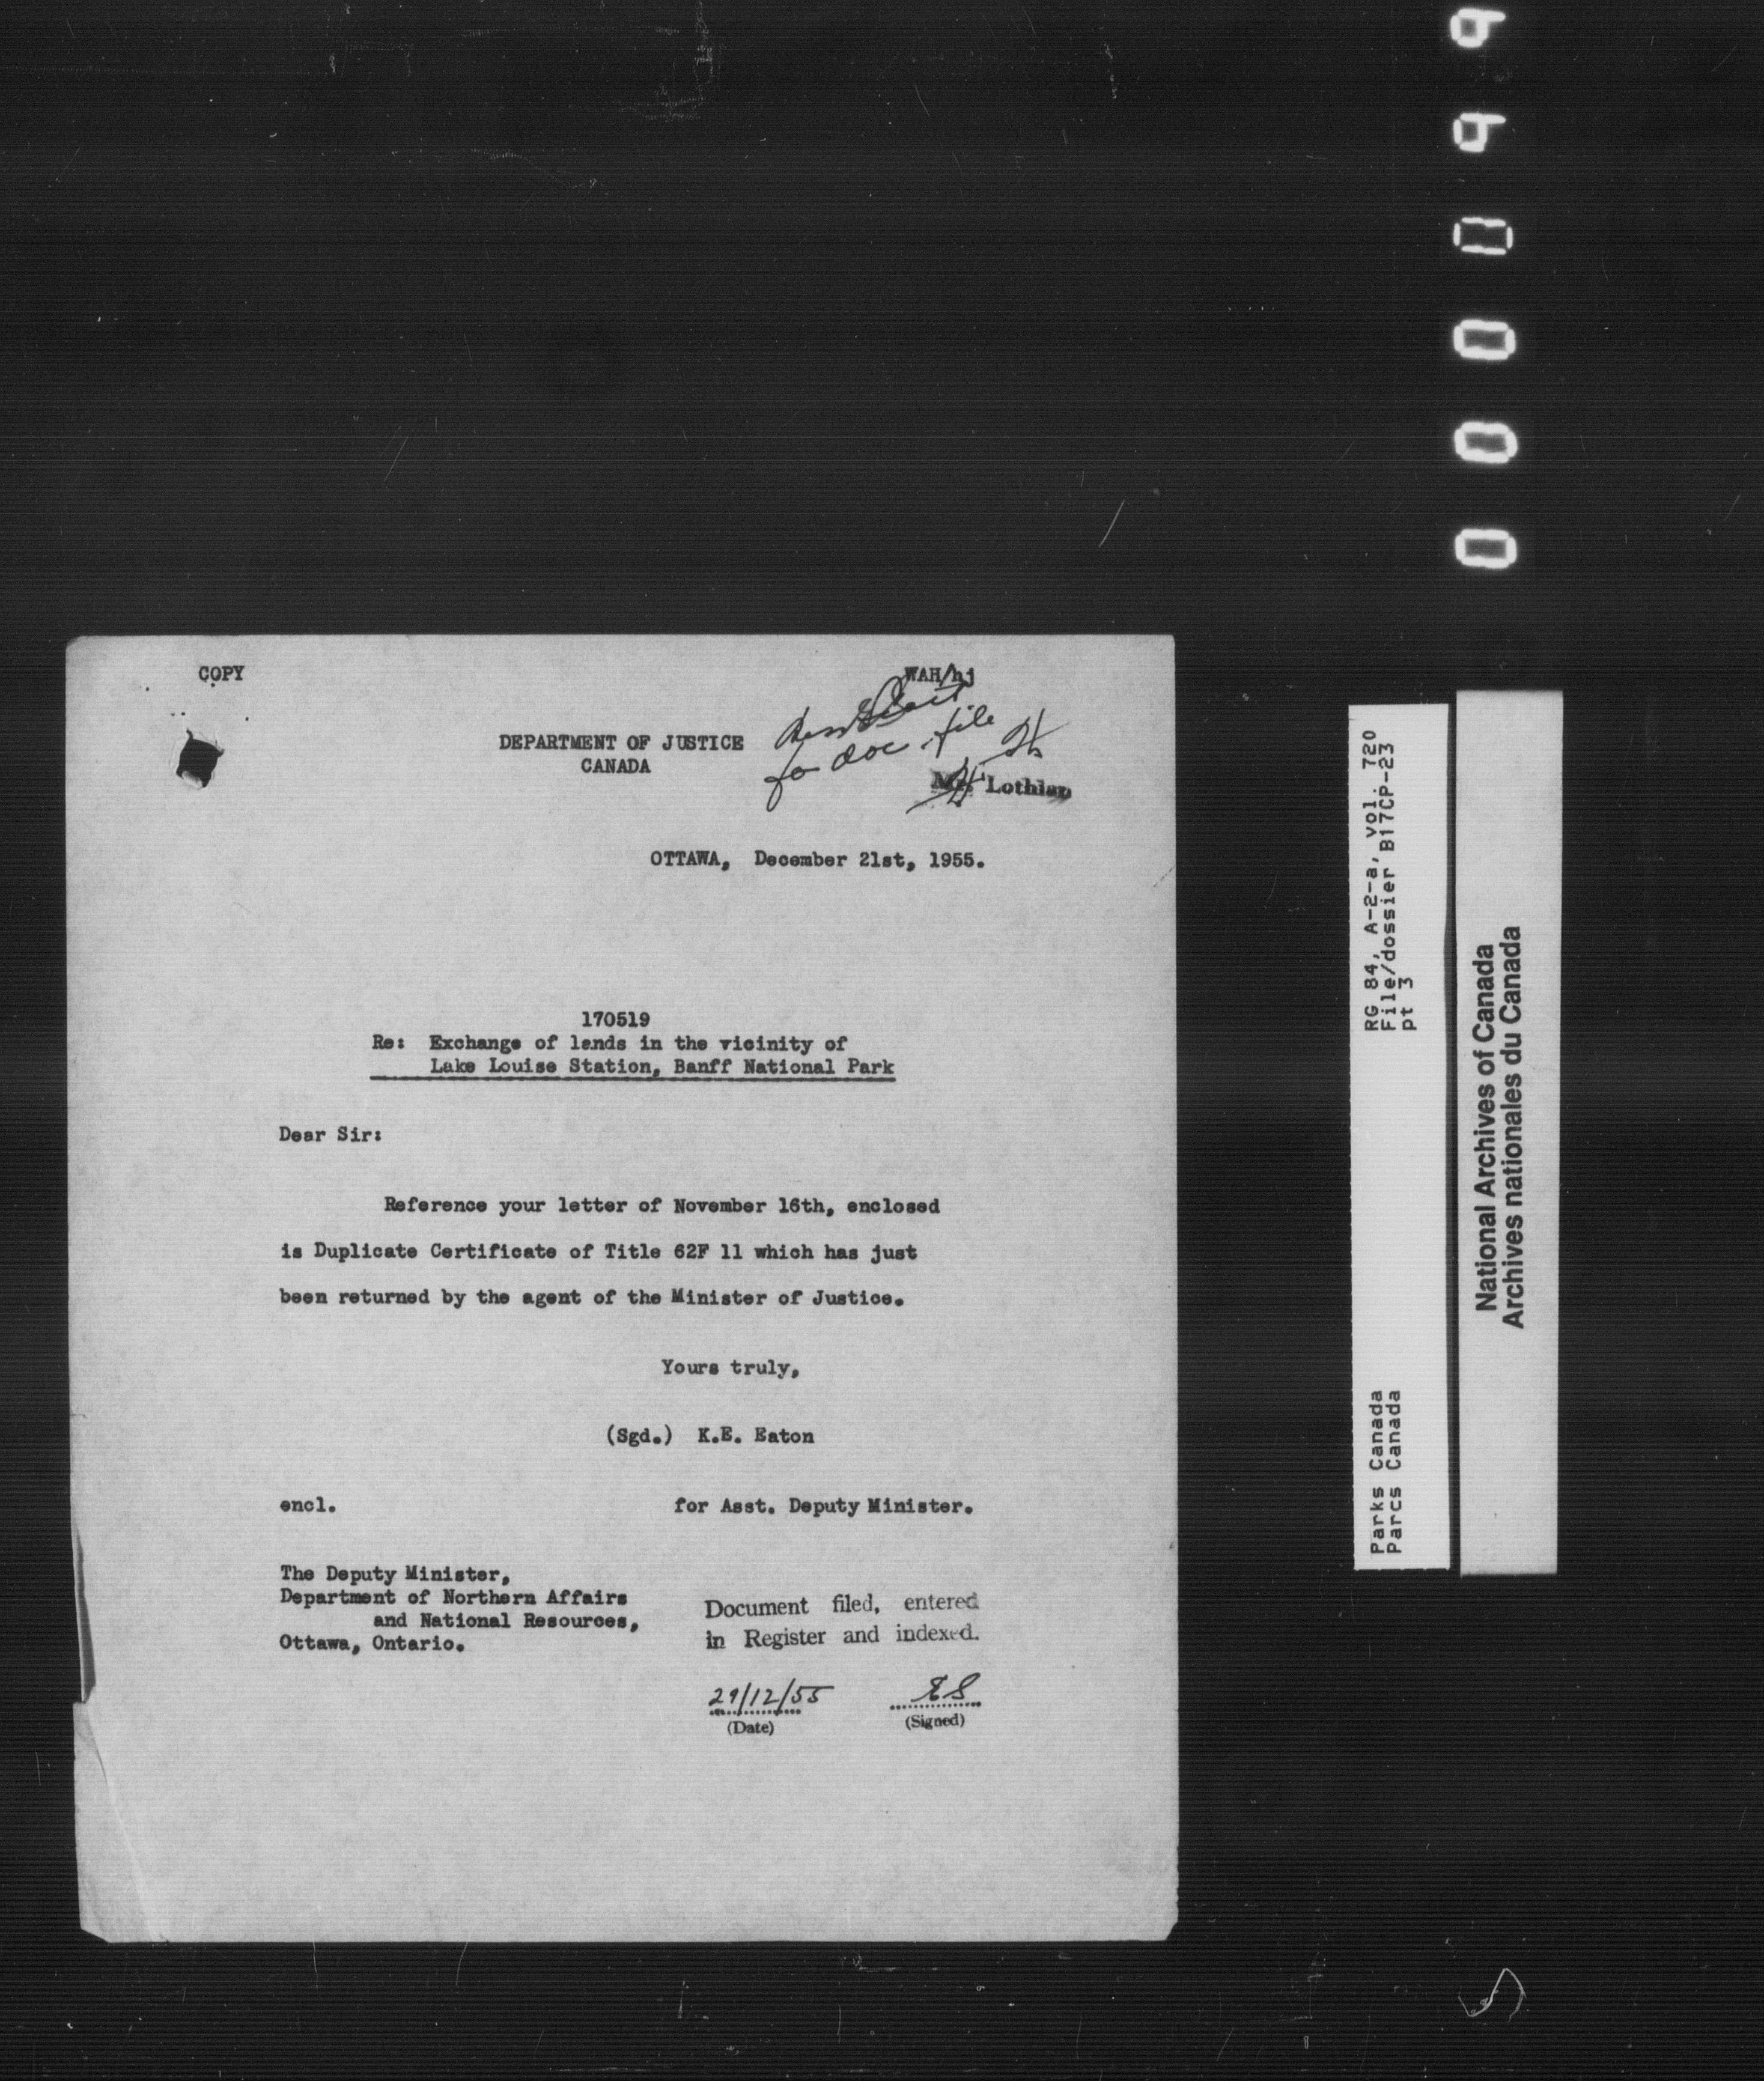 COPY
WAH/hj
for doc. file
DEPARTMENT OF JUSTICE
CANADA
Mr. Lothian
OTTAWA, December 21st, 1955.
170519
Re: Exchange of lands in the vicinity of
Lake Louise Station, Banff National Park
Dear Sir:
Reference your letter of November 16th, enclosed
is Duplicate Certificate of Title 62F 11 which has just
been returned by the agent of the Minister of Justice.
Yours truly,
(Sgd.) K.E. Eaton
encl.
for Asst. Deputy Minister.
The Deputy Minister,
Department of Northern Affairs
and National Resources,
Ottawa, Ontario.
Document filed, entered
in Register and indexed.
29/12/55
ES
(Date)
(Signed)
RG 84, A-2-a, vol. 720
File/dossier B17CP-23
pt 3
Parks Canada
Parcs Canada
National Archives of Canada
Archives nationales du Canada
000099